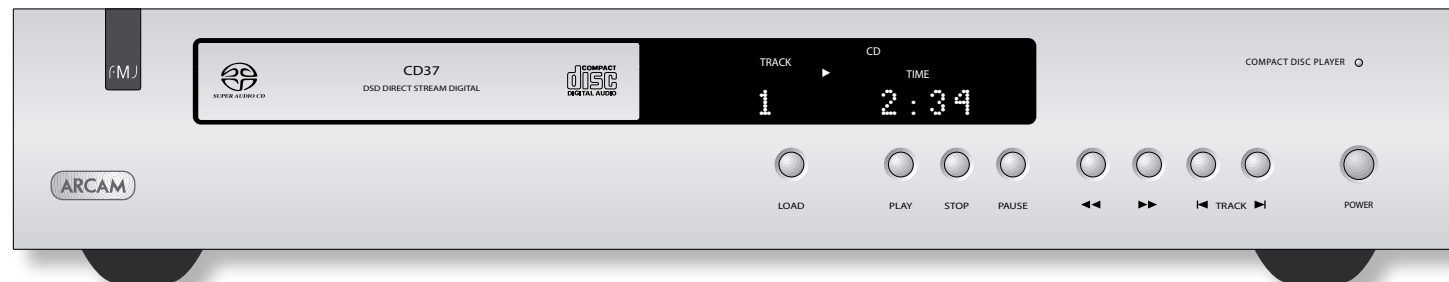 FMJ
SUPER AUDIO CD
CD37
DSD DIRECT STREAM DIGITAL
COMPACT
disc
DIGITAL AUDIO
TRACK
CD
TIME
1
2:34
COMPACT DISC PLAYER
ARCAM
LOAD
PLAY
STOP
PAUSE
TRACK
POWER